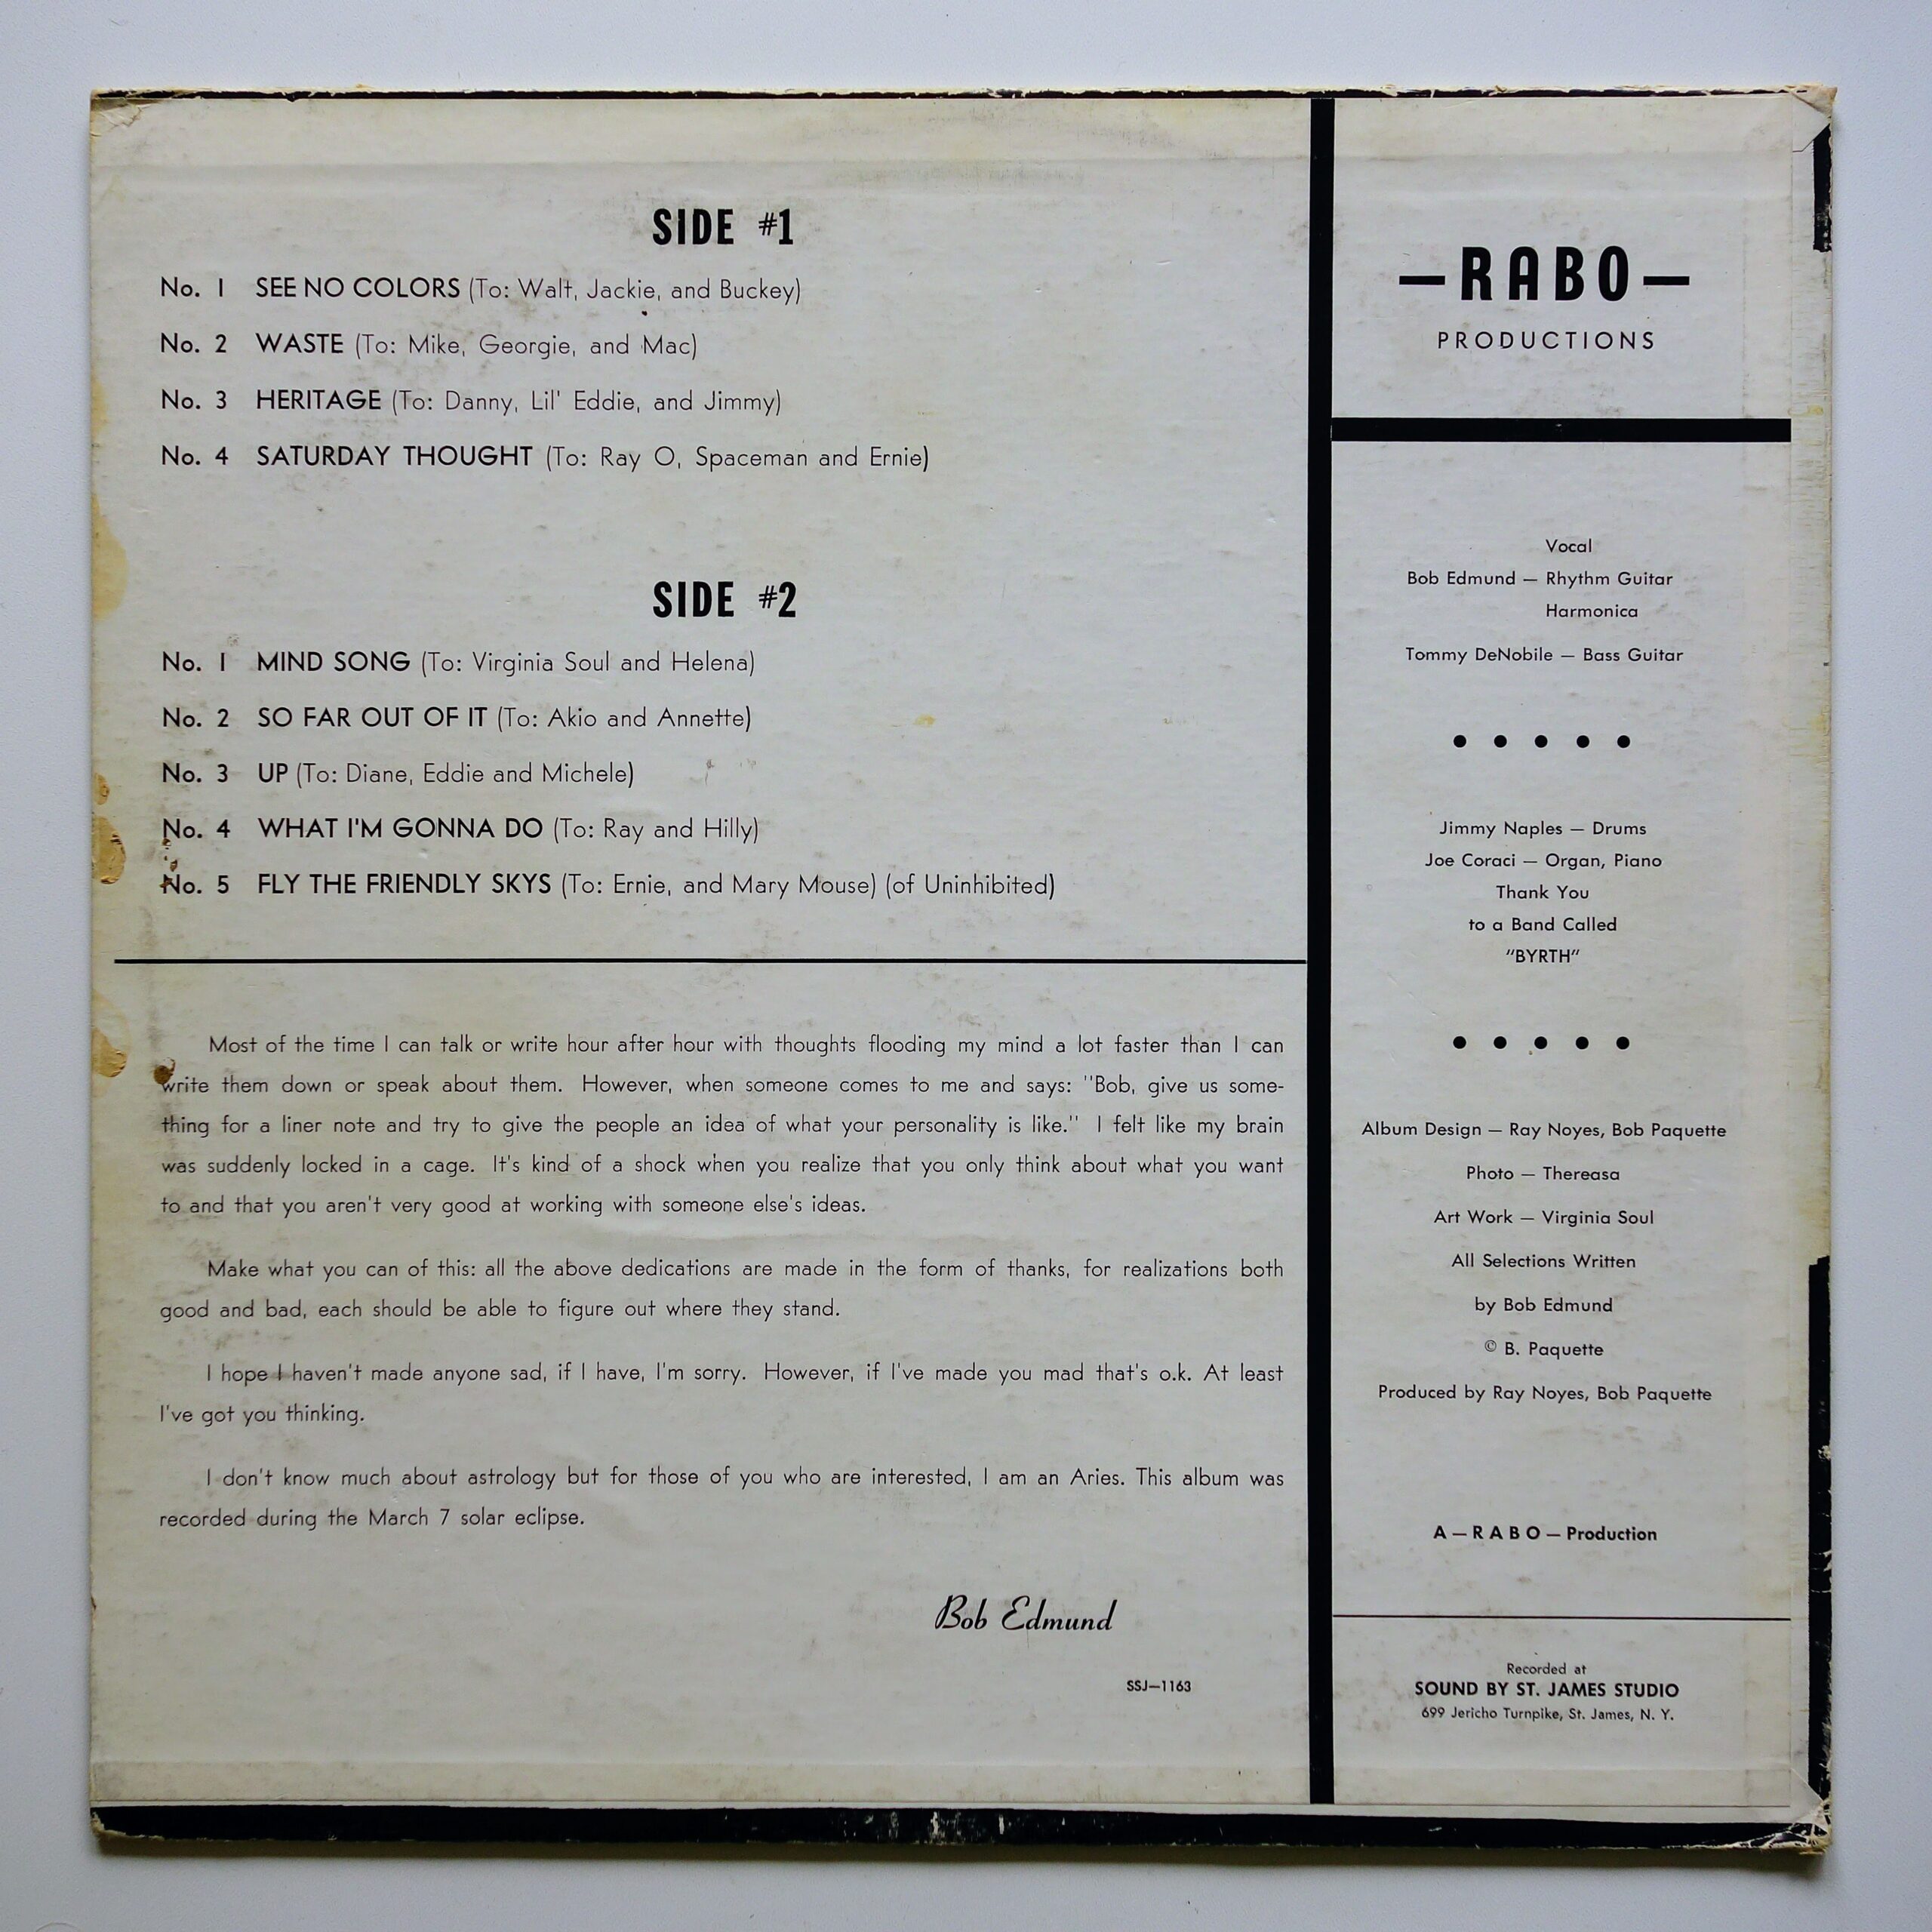 SIDE #1
No. 1 SEE NO COLORS (To: Walt, Jackie, and Buckey)
No. 2 WASTE (To: Mike, Georgie, and Mac)
No. 3 HERITAGE (To: Danny, Lil' Eddie, and Jimmy)
No. 4 SATURDAY THOUGHT (To: Ray O, Spaceman and Ernie)
SIDE #2
No. 1 MIND SONG (To: Virginia Soul and Helena)
No. 2 SO FAR OUT OF IT (To: Akio and Annette)
No. 3 UP (To: Diane, Eddie and Michele)
No. 4 WHAT I'M GONNA DO (To: Ray and Hilly)
No. 5 FLY THE FRIENDLY SKYS (To: Ernie, and Mary Mouse) (of Uninhibited)
Most of the time I can talk or write hour after hour with thoughts flooding my mind a lot faster than I can
write them down or speak about them. However, when someone comes to me and says: "Bob, give us some-
thing for a liner note and try to give the people an idea of what your personality is like." I felt like my brain
was suddenly locked in a cage. It's kind of a shock when you realize that you only think about what you want
to and that you aren't very good at working with someone else's ideas.
Make what you can of this: all the above dedications are made in the form of thanks, for realizations both
good and bad, each should be able to figure out where they stand.
I hope I haven't made anyone sad, if I have, I'm sorry. However, if I've made you mad that's o.k. At least
I've got you thinking.
I don't know much about astrology but for those of you who are interested, I am an Aries. This album was
recorded during the March 7 solar eclipse.
Bob Edmund
SSJ—1163
—RABO—
PRODUCTIONS
Vocal
Bob Edmund — Rhythm Guitar
Harmonica
Tommy DeNobile — Bass Guitar
• • • • •
Jimmy Naples — Drums
Joe Coraci — Organ, Piano
Thank You
to a Band Called
"BYRTH"
• • • • •
Album Design — Ray Noyes, Bob Paquette
Photo — Thereasa
Art Work — Virginia Soul
All Selections Written
by Bob Edmund
© B. Paquette
Produced by Ray Noyes, Bob Paquette
A — R A B O — Production
Recorded at
SOUND BY ST. JAMES STUDIO
699 Jericho Turnpike, St. James, N. Y.